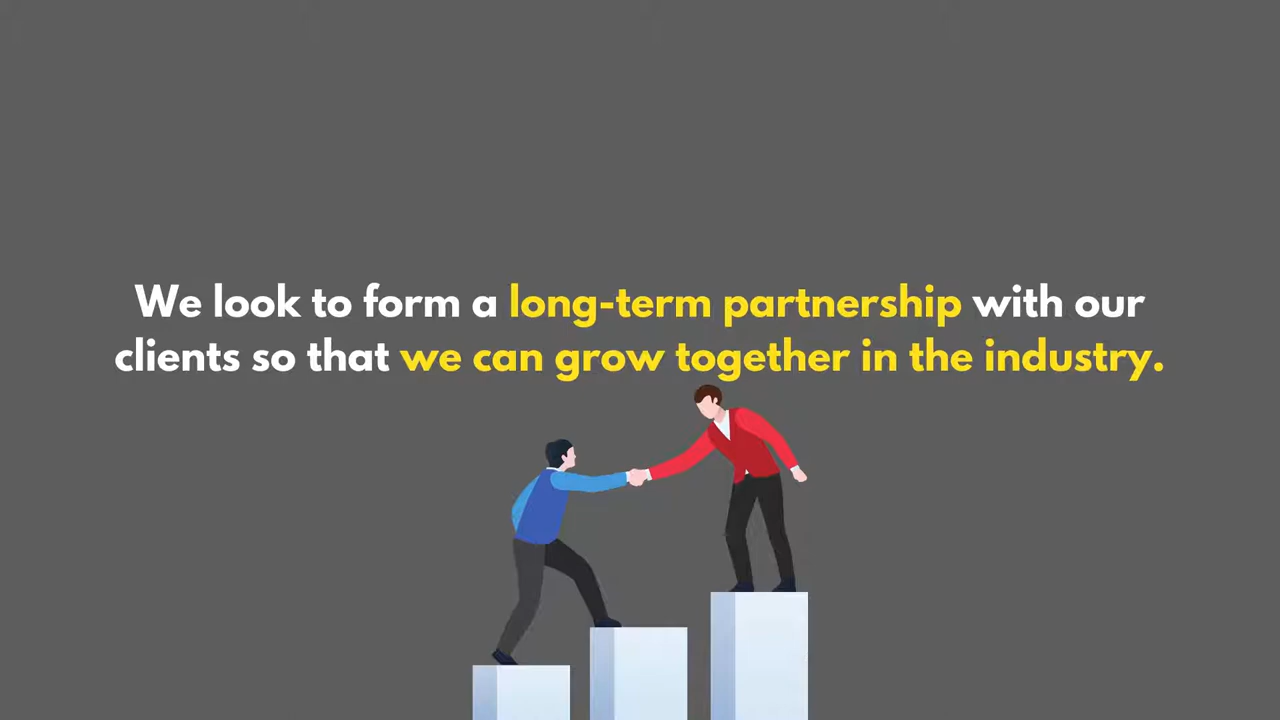 We look to form a long-term partnership with our
clients so that we can grow together in the industry.